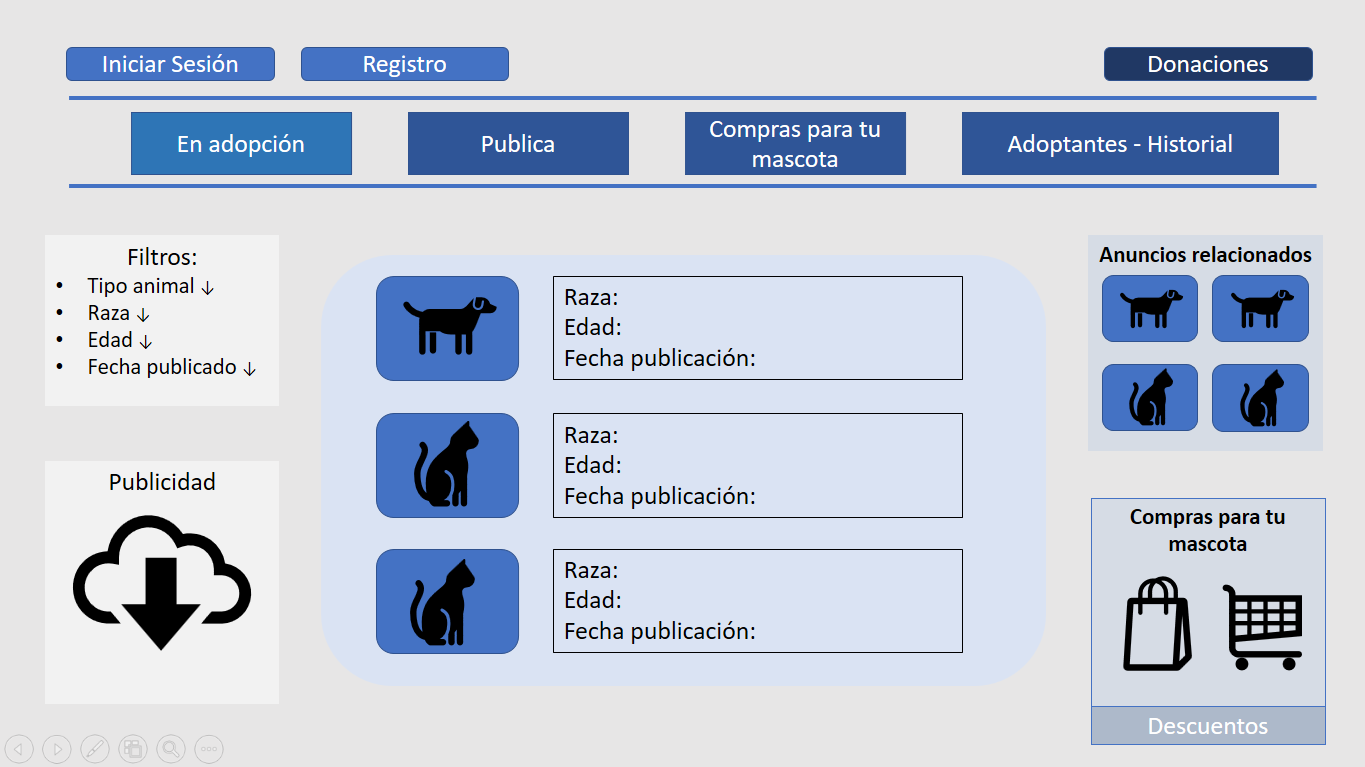 Iniciar Sesión
Registro
Donaciones
En adopción
Publica
Compras para tu
mascota
Adoptantes - Historial
Filtros:
• Tipo animal ↓
• Raza ↓
• Edad ↓
• Fecha publicado ↓
Publicidad
Raza:
Edad:
Fecha publicación:
Raza:
Edad:
Fecha publicación:
Raza:
Edad:
Fecha publicación:
Anuncios relacionados
Compras para tu
mascota
Descuentos